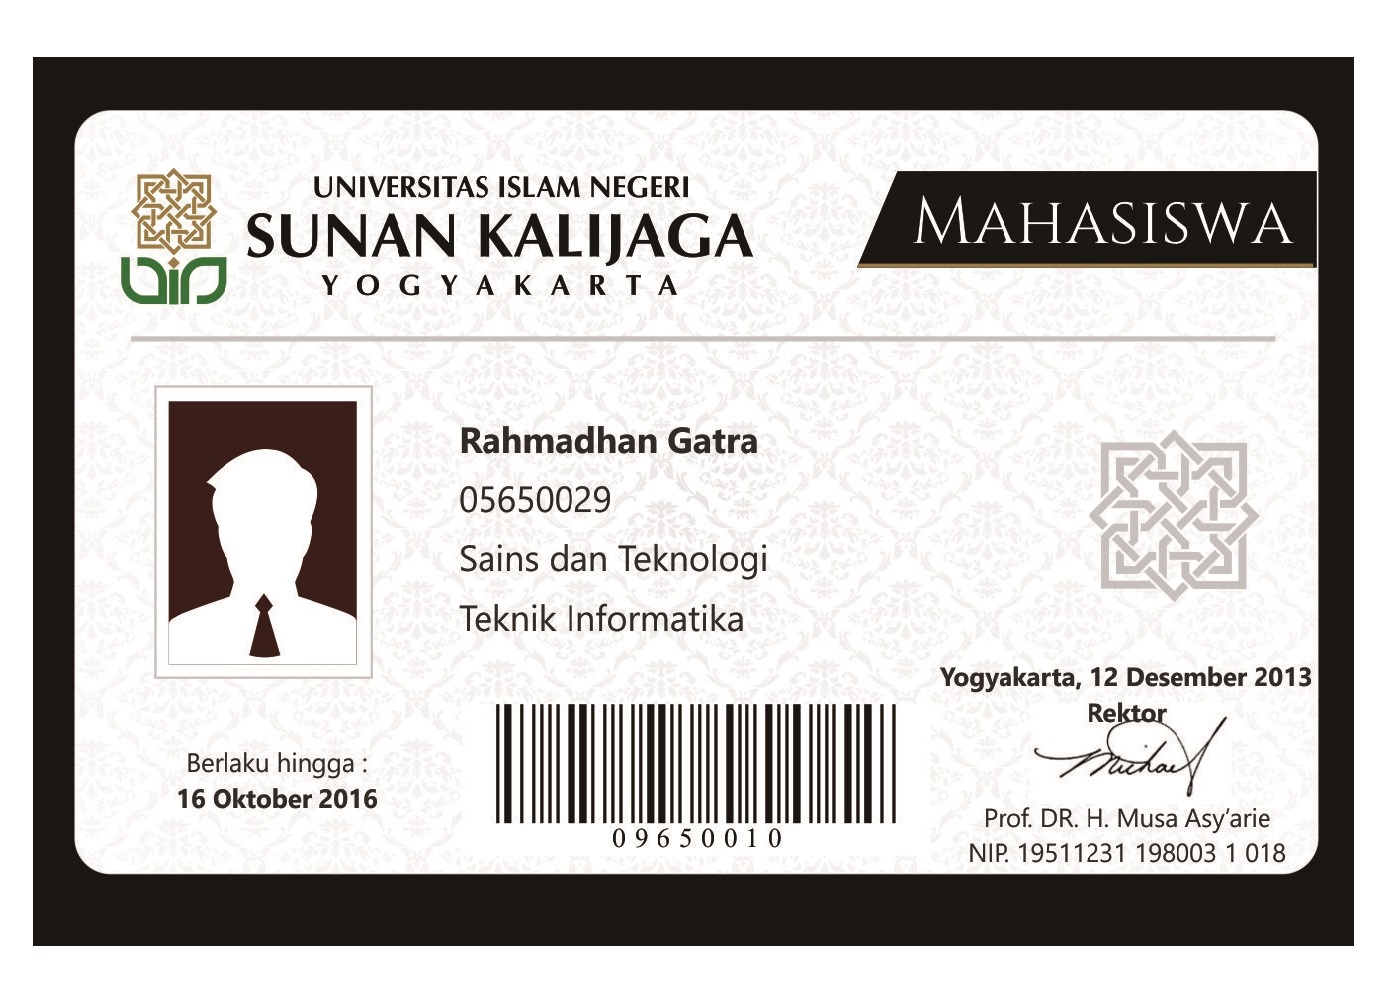 UNIVERSITAS ISLAM NEGERI
SUNAN KALIJAGA
YOGYAKARTA
uin
MAHASISWA
Rahmadhan Gatra
05650029
Sains dan Teknologi
Teknik Informatika
Berlaku hingga :
16 Oktober 2016
09650010
Yogyakarta, 12 Desember 2013
Rektor
Michael
Prof. DR. H. Musa Asy'arie
NIP. 19511231 198003 1 018